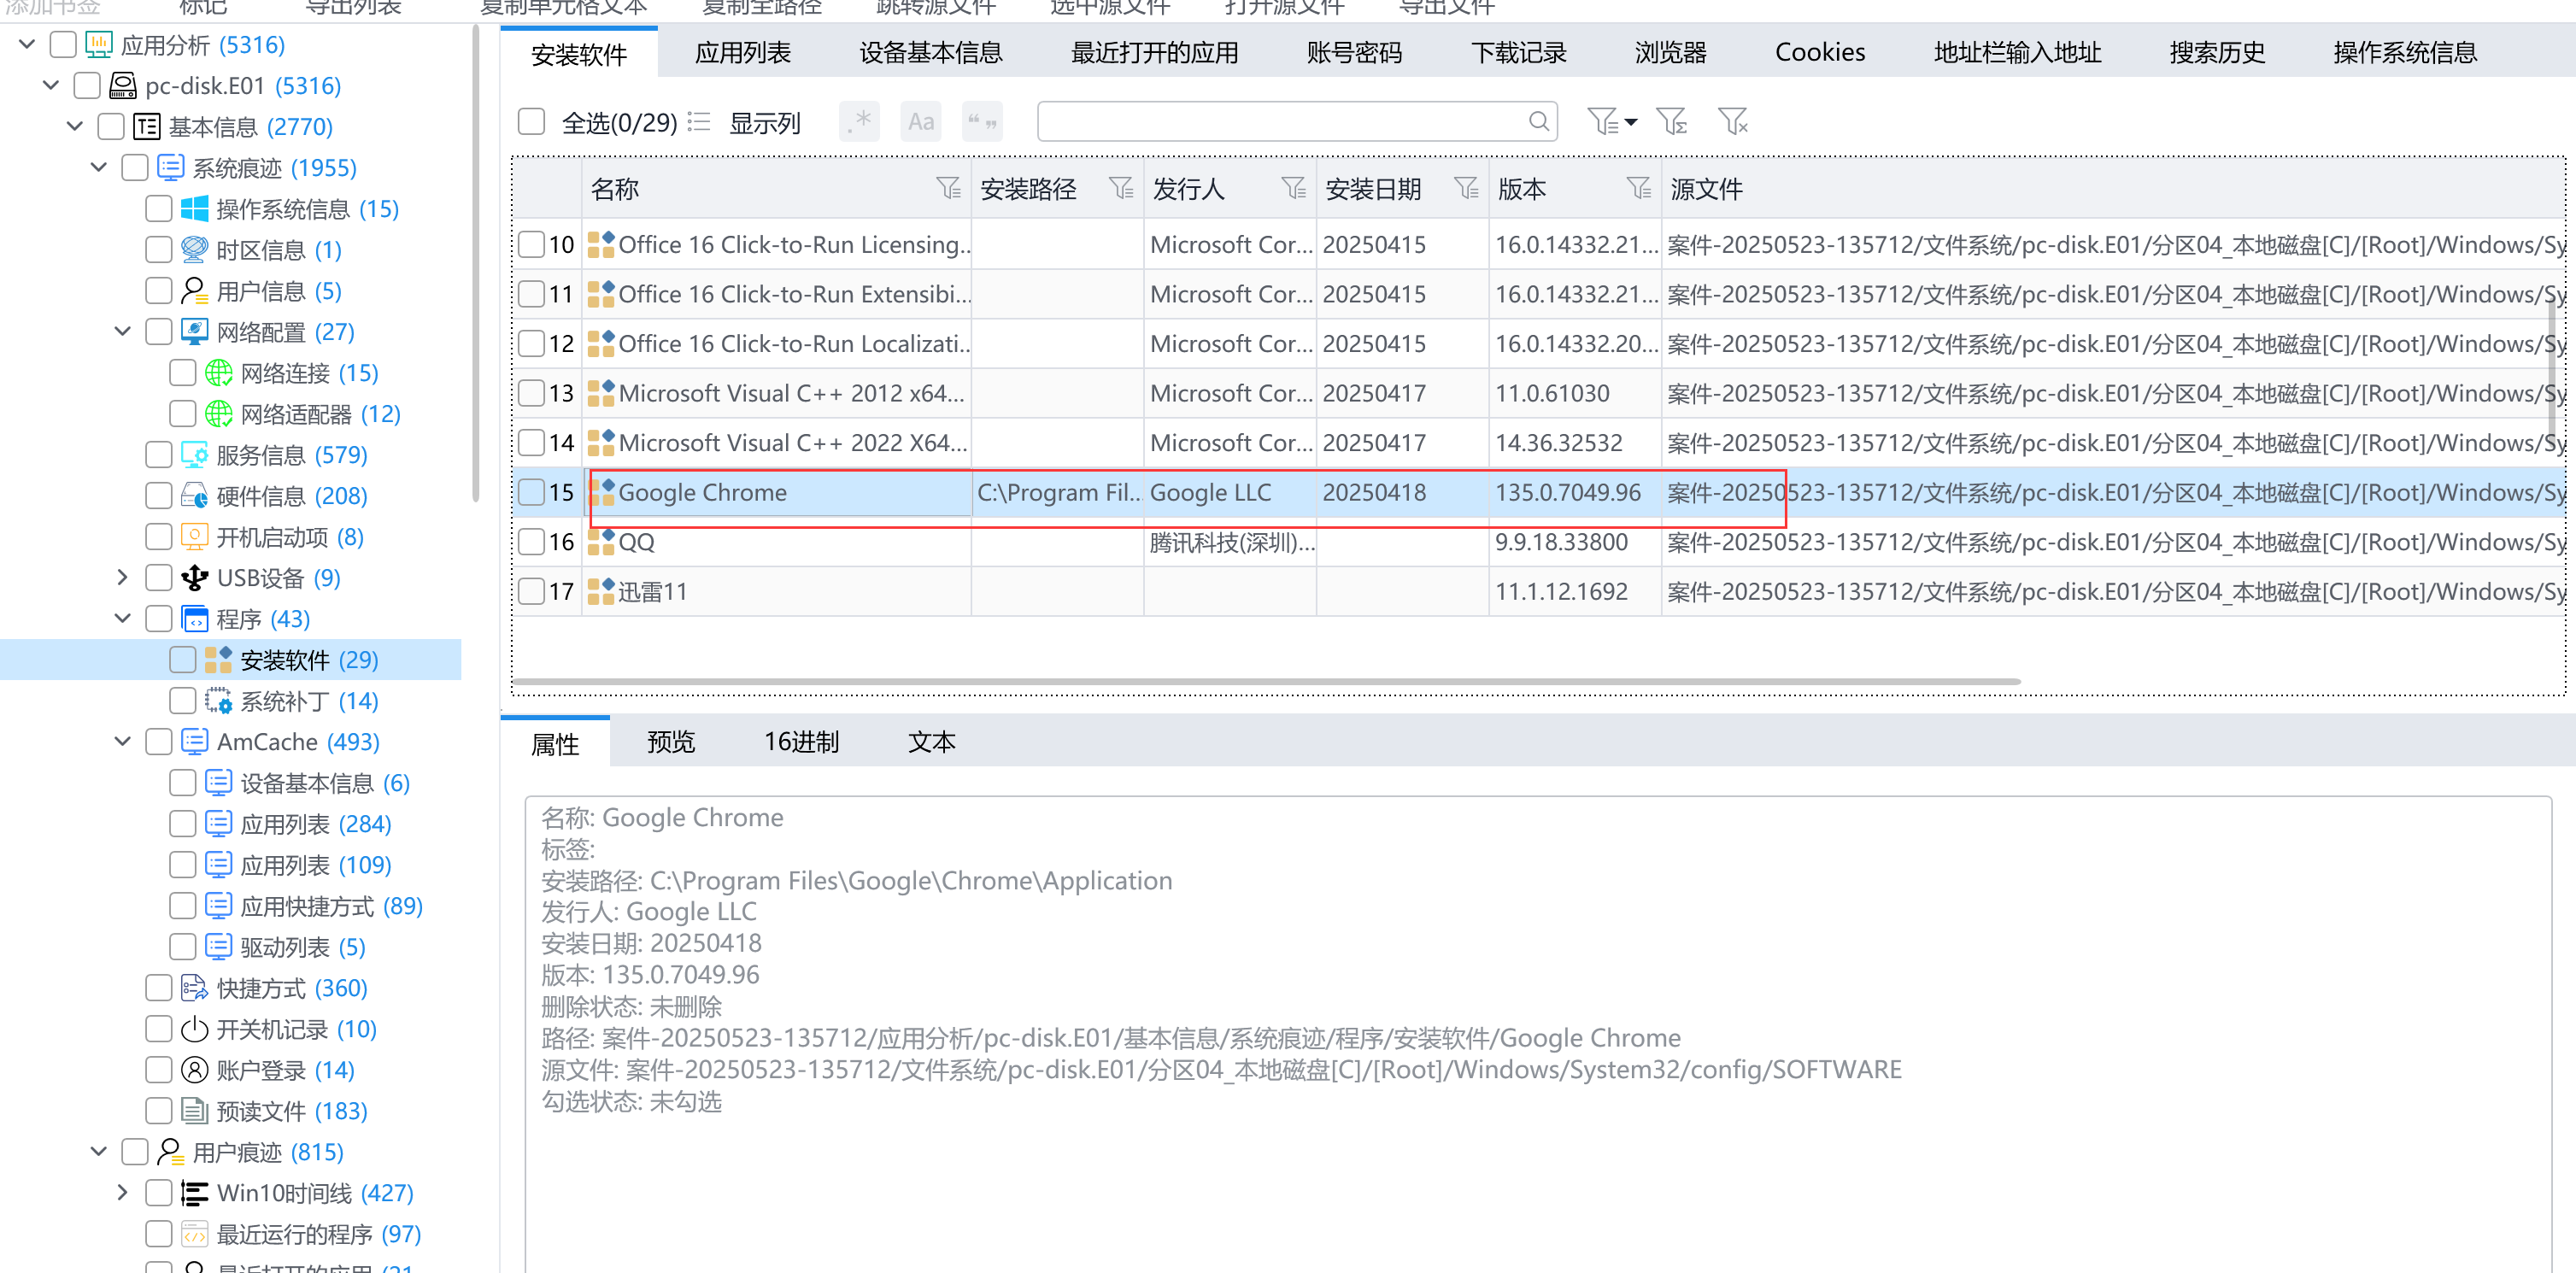 添加书签 标记 导出列表 复制单元格文本 复制全路径 跳转源文件 选中源文件 打开源文件 导出文件
应用分析 (5316)
pc-disk.E01 (5316)
基本信息 (2770)
系统痕迹 (1955)
操作系统信息 (15)
时区信息 (1)
用户信息 (5)
网络配置 (27)
网络连接 (15)
网络适配器 (12)
服务信息 (579)
硬件信息 (208)
开机启动项 (8)
USB设备 (9)
程序 (43)
安装软件 (29)
系统补丁 (14)
AmCache (493)
设备基本信息 (6)
应用列表 (284)
应用列表 (109)
应用快捷方式 (89)
驱动列表 (5)
快捷方式 (360)
开关机记录 (10)
账户登录 (14)
预读文件 (183)
用户痕迹 (815)
Win10时间线 (427)
最近运行的程序 (97)
最近打开的应用 (21
安装软件 应用列表 设备基本信息 最近打开的应用 账号密码 下载记录 浏览器 Cookies 地址栏输入地址 搜索历史 操作系统信息
全选(0/29) 显示列 .* Aa “”
名称 安装路径 发行人 安装日期 版本 源文件
10 Office 16 Click-to-Run Licensing... Microsoft Cor... 20250415 16.0.14332.21... 案件-20250523-135712/文件系统/pc-disk.E01/分区04_本地磁盘[C]/[Root]/Windows/Sy
11 Office 16 Click-to-Run Extensibi... Microsoft Cor... 20250415 16.0.14332.21... 案件-20250523-135712/文件系统/pc-disk.E01/分区04_本地磁盘[C]/[Root]/Windows/Sy
12 Office 16 Click-to-Run Localizati... Microsoft Cor... 20250415 16.0.14332.20... 案件-20250523-135712/文件系统/pc-disk.E01/分区04_本地磁盘[C]/[Root]/Windows/Sy
13 Microsoft Visual C++ 2012 x64... Microsoft Cor... 20250417 11.0.61030 案件-20250523-135712/文件系统/pc-disk.E01/分区04_本地磁盘[C]/[Root]/Windows/Sy
14 Microsoft Visual C++ 2022 X64... Microsoft Cor... 20250417 14.36.32532 案件-20250523-135712/文件系统/pc-disk.E01/分区04_本地磁盘[C]/[Root]/Windows/Sy
15 Google Chrome C:\Program Fil... Google LLC 20250418 135.0.7049.96 案件-20250523-135712/文件系统/pc-disk.E01/分区04_本地磁盘[C]/[Root]/Windows/Sy
16 QQ 腾讯科技(深圳)... 9.9.18.33800 案件-20250523-135712/文件系统/pc-disk.E01/分区04_本地磁盘[C]/[Root]/Windows/Sy
17 迅雷11 11.1.12.1692 案件-20250523-135712/文件系统/pc-disk.E01/分区04_本地磁盘[C]/[Root]/Windows/Sy
属性 预览 16进制 文本
名称: Google Chrome
标签:
安装路径: C:\Program Files\Google\Chrome\Application
发行人: Google LLC
安装日期: 20250418
版本: 135.0.7049.96
删除状态: 未删除
路径: 案件-20250523-135712/应用分析/pc-disk.E01/基本信息/系统痕迹/程序/安装软件/Google Chrome
源文件: 案件-20250523-135712/文件系统/pc-disk.E01/分区04_本地磁盘[C]/[Root]/Windows/System32/config/SOFTWARE
勾选状态: 未勾选